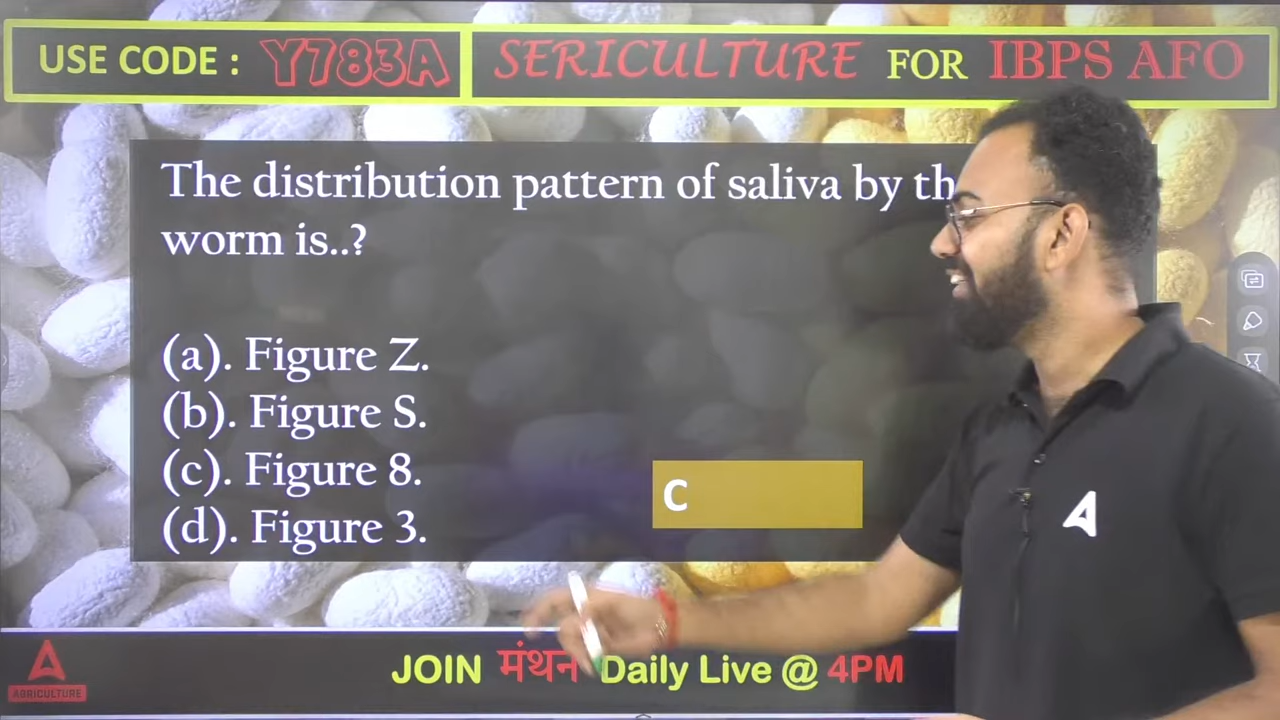 USE CODE : Y783A
SERICULTURE FOR IBPS AFO
The distribution pattern of saliva by th
worm is..?
(a). Figure Z.
(b). Figure S.
(c). Figure 8.
(d). Figure 3.
C
A
AGRICULTURE
JOIN मंथन Daily Live @ 4PM